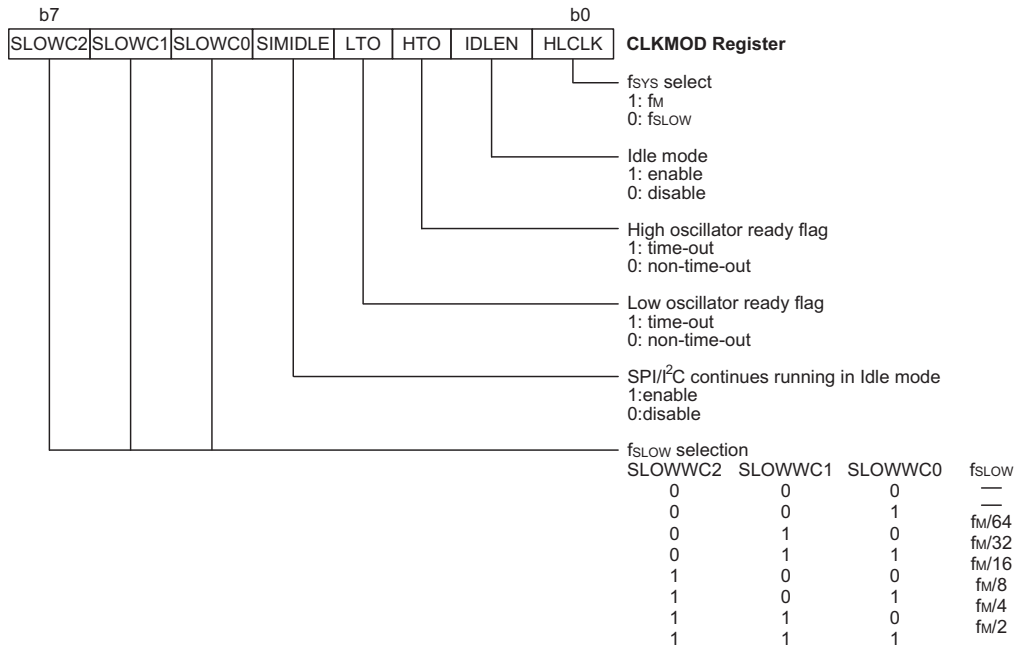 b7 b0
SLOWC2 SLOWC1 SLOWC0 SIMIDLE LTO HTO IDLEN HLCLK CLKMOD Register
fSYS select
1: fM
0: fSLOW
Idle mode
1: enable
0: disable
High oscillator ready flag
1: time-out
0: non-time-out
Low oscillator ready flag
1: time-out
0: non-time-out
SPI/I2C continues running in Idle mode
1:enable
0:disable
fSLOW selection
SLOWWC2 SLOWWC1 SLOWWC0 fSLOW
0 0 0 —
0 0 1 —
0 1 0 fM/64
0 1 1 fM/32
1 0 0 fM/16
1 0 1 fM/8
1 1 0 fM/4
1 1 1 fM/2